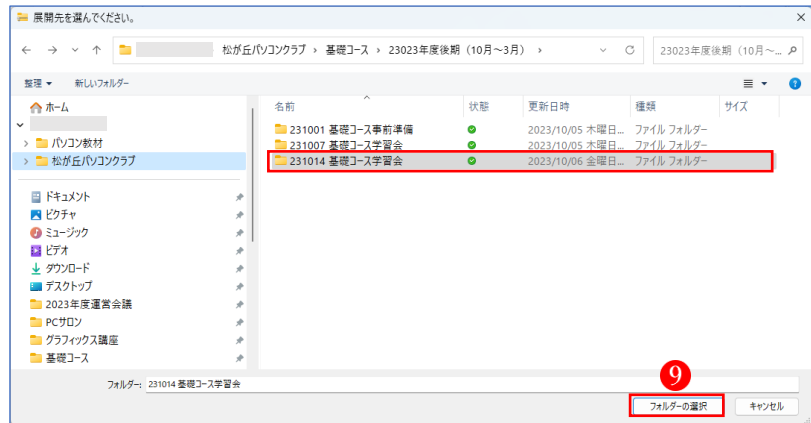 展開先を選んでください。
松が丘パソコンクラブ › 基礎コース › 23023年度後期（10月～3月） ›
23023年度後期（10月～...
整理
新しいフォルダー
ホーム
名前 状態 更新日時 種類 サイズ
231001 基礎コース事前準備 2023/10/05 木曜日... ファイル フォルダー
パソコン教材
231007 基礎コース学習会 2023/10/05 木曜日... ファイル フォルダー
松が丘パソコンクラブ
231014 基礎コース学習会 2023/10/06 金曜日... ファイル フォルダー
ドキュメント
ピクチャ
ミュージック
ビデオ
ダウンロード
デスクトップ
2023年度運営会議
PCサロン
グラフィックス講座
基礎コース
フォルダー: 231014 基礎コース学習会
9
フォルダーの選択 キャンセル